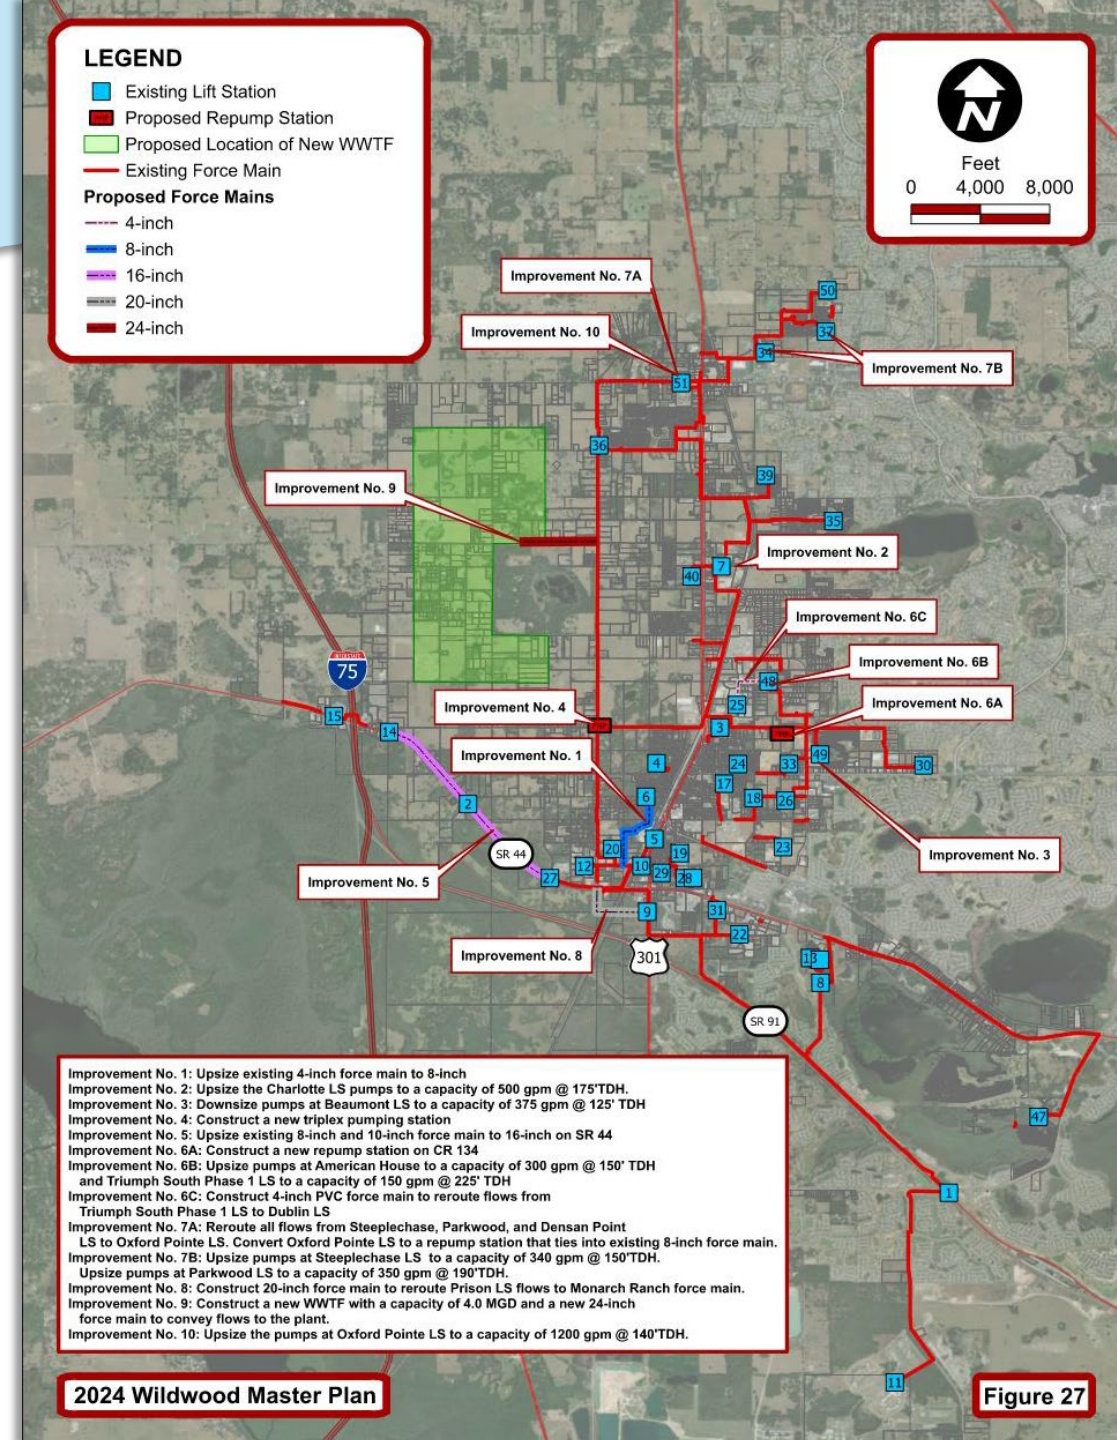 LEGEND
Existing Lift Station
Proposed Repump Station
Proposed Location of New WWTF
Existing Force Main
Proposed Force Mains
4-inch
8-inch
16-inch
20-inch
24-inch
N
Feet
0 4,000 8,000
Improvement No. 7A
50
Improvement No. 10
37
34
Improvement No. 7B
51
36
39
Improvement No. 9
35
Improvement No. 2
7
40
Improvement No. 6C
INTERSTATE
75
Improvement No. 6B
48
25
Improvement No. 4
Improvement No. 6A
15
14
3
Improvement No. 1
4
24
33
49
30
17
6
18
26
2
5
23
SR 44
20
19
Improvement No. 3
12
10
29
28
27
Improvement No. 5
9
31
22
Improvement No. 8
301
13
8
SR 91
47
1
11
Improvement No. 1: Upsize existing 4-inch force main to 8-inch
Improvement No. 2: Upsize the Charlotte LS pumps to a capacity of 500 gpm @ 175'TDH.
Improvement No. 3: Downsize pumps at Beaumont LS to a capacity of 375 gpm @ 125' TDH
Improvement No. 4: Construct a new triplex pumping station
Improvement No. 5: Upsize existing 8-inch and 10-inch force main to 16-inch on SR 44
Improvement No. 6A: Construct a new repump station on CR 134
Improvement No. 6B: Upsize pumps at American House to a capacity of 300 gpm @ 150' TDH
and Triumph South Phase 1 LS to a capacity of 150 gpm @ 225' TDH
Improvement No. 6C: Construct 4-inch PVC force main to reroute flows from
Triumph South Phase 1 LS to Dublin LS
Improvement No. 7A: Reroute all flows from Steeplechase, Parkwood, and Densan Point
LS to Oxford Pointe LS. Convert Oxford Pointe LS to a repump station that ties into existing 8-inch force main.
Improvement No. 7B: Upsize pumps at Steeplechase LS to a capacity of 340 gpm @ 150'TDH.
Upsize pumps at Parkwood LS to a capacity of 350 gpm @ 190'TDH.
Improvement No. 8: Construct 20-inch force main to reroute Prison LS flows to Monarch Ranch force main.
Improvement No. 9: Construct a new WWTF with a capacity of 4.0 MGD and a new 24-inch
force main to convey flows to the plant.
Improvement No. 10: Upsize the pumps at Oxford Pointe LS to a capacity of 1200 gpm @ 140'TDH.
2024 Wildwood Master Plan
Figure 27